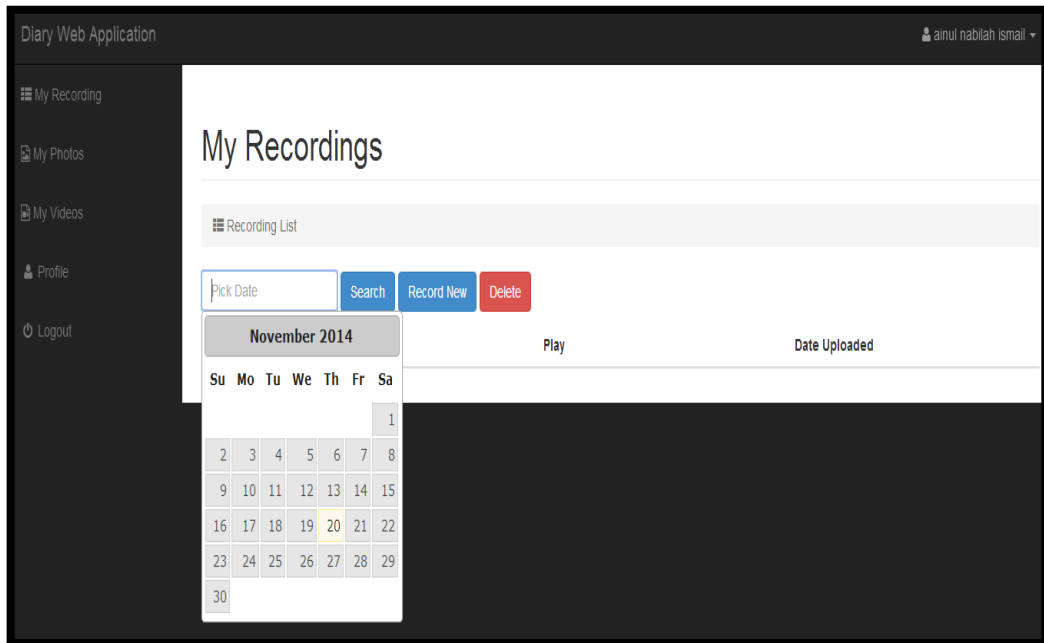 Diary Web Application
ainul nabilah ismail
My Recording
My Photos
My Videos
Profile
Logout
My Recordings
Recording List
Pick Date Search Record New Delete
Play Date Uploaded
November 2014
Su Mo Tu We Th Fr Sa
1
2 3 4 5 6 7 8
9 10 11 12 13 14 15
16 17 18 19 20 21 22
23 24 25 26 27 28 29
30